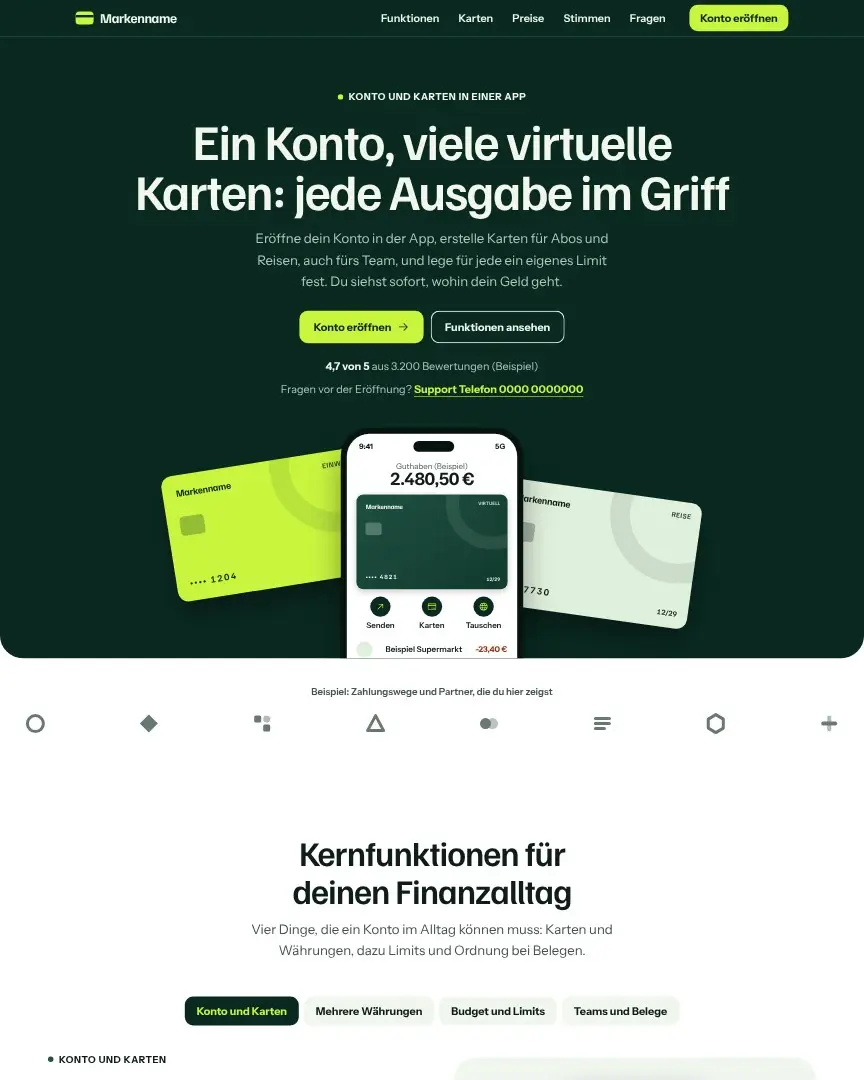 Markenname
Funktionen
Karten
Preise
Stimmen
Fragen
Konto eröffnen
KONTO UND KARTEN IN EINER APP
Ein Konto, viele virtuelle
Karten: jede Ausgabe im Griff
Eröffne dein Konto in der App, erstelle Karten für Abos und
Reisen, auch fürs Team, und lege für jede ein eigenes Limit
fest. Du siehst sofort, wohin dein Geld geht.
Konto eröffnen →
Funktionen ansehen
4,7 von 5 aus 3.200 Bewertungen (Beispiel)
Fragen vor der Eröffnung? Support Telefon 0000 0000000
Markenname
•••• 1204
9:41
5G
Guthaben (Beispiel)
2.480,50 €
Markenname
VIRTUELL
•••• 4821
12/29
Senden
Karten
Tauschen
Beispiel Supermarkt
-23,40 €
REISE
7730
12/29
Beispiel: Zahlungswege und Partner, die du hier zeigst
Kernfunktionen für
deinen Finanzalltag
Vier Dinge, die ein Konto im Alltag können muss: Karten und
Währungen, dazu Limits und Ordnung bei Belegen.
Konto und Karten
Mehrere Währungen
Budget und Limits
Teams und Belege
KONTO UND KARTEN